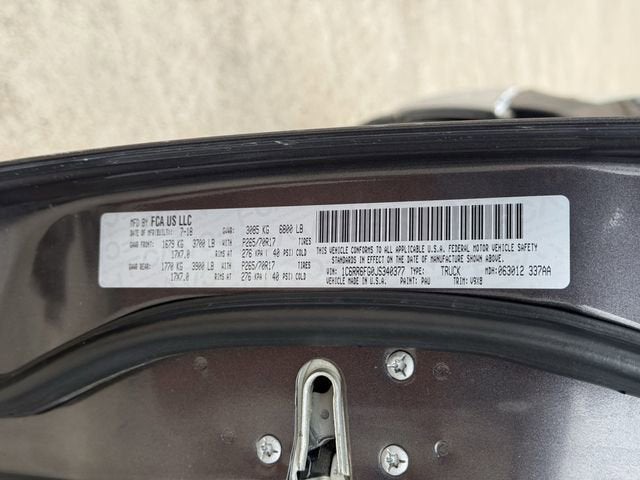 MFD BY FCA US LLC
DATE OF MFR(BUILT): 7-18 GVWR: 3085 KG 6800 LB
GAWR FRONT: 1679 KG 3700 LB WITH P265/70R17 TIRES
17X7.0 RIMS AT 276 KPA ( 40 PSI) COLD
GAWR REAR: 1770 KG 3900 LB WITH P265/70R17 TIRES
17X7.0 RIMS AT 276 KPA ( 40 PSI) COLD
THIS VEHICLE CONFORMS TO ALL APPLICABLE U.S.A. FEDERAL MOTOR VEHICLE SAFETY
STANDARDS IN EFFECT ON THE DATE OF MANUFACTURE SHOWN ABOVE.
VIN: 1C6RR6FG0JS340377 TYPE: TRUCK MDH: 063012 337AA
VEHICLE MADE IN U.S.A. PAINT: PAU TRIM: V9X8